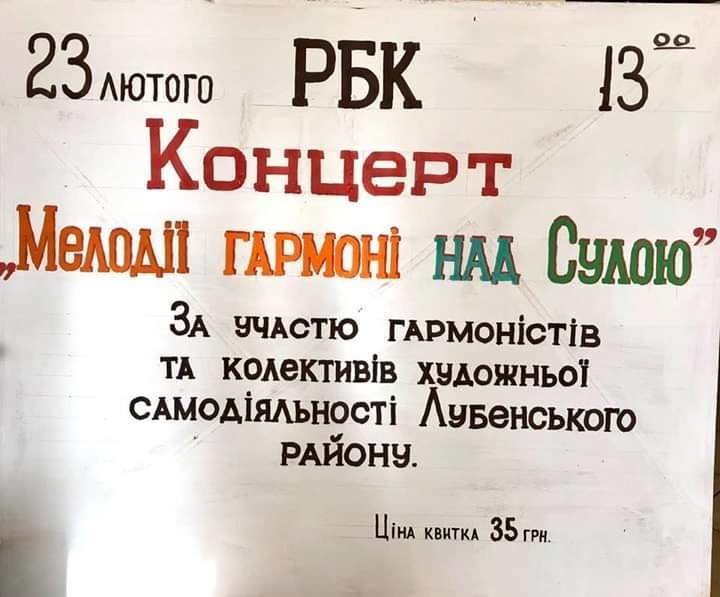 23 лютого РБК 13⁰⁰
Концерт
„Мелодії гармоні над Сулою”
За участю гармоністів
та колективів художньої
самодіяльності Лубенського
району.
Ціна квитка 35 грн.